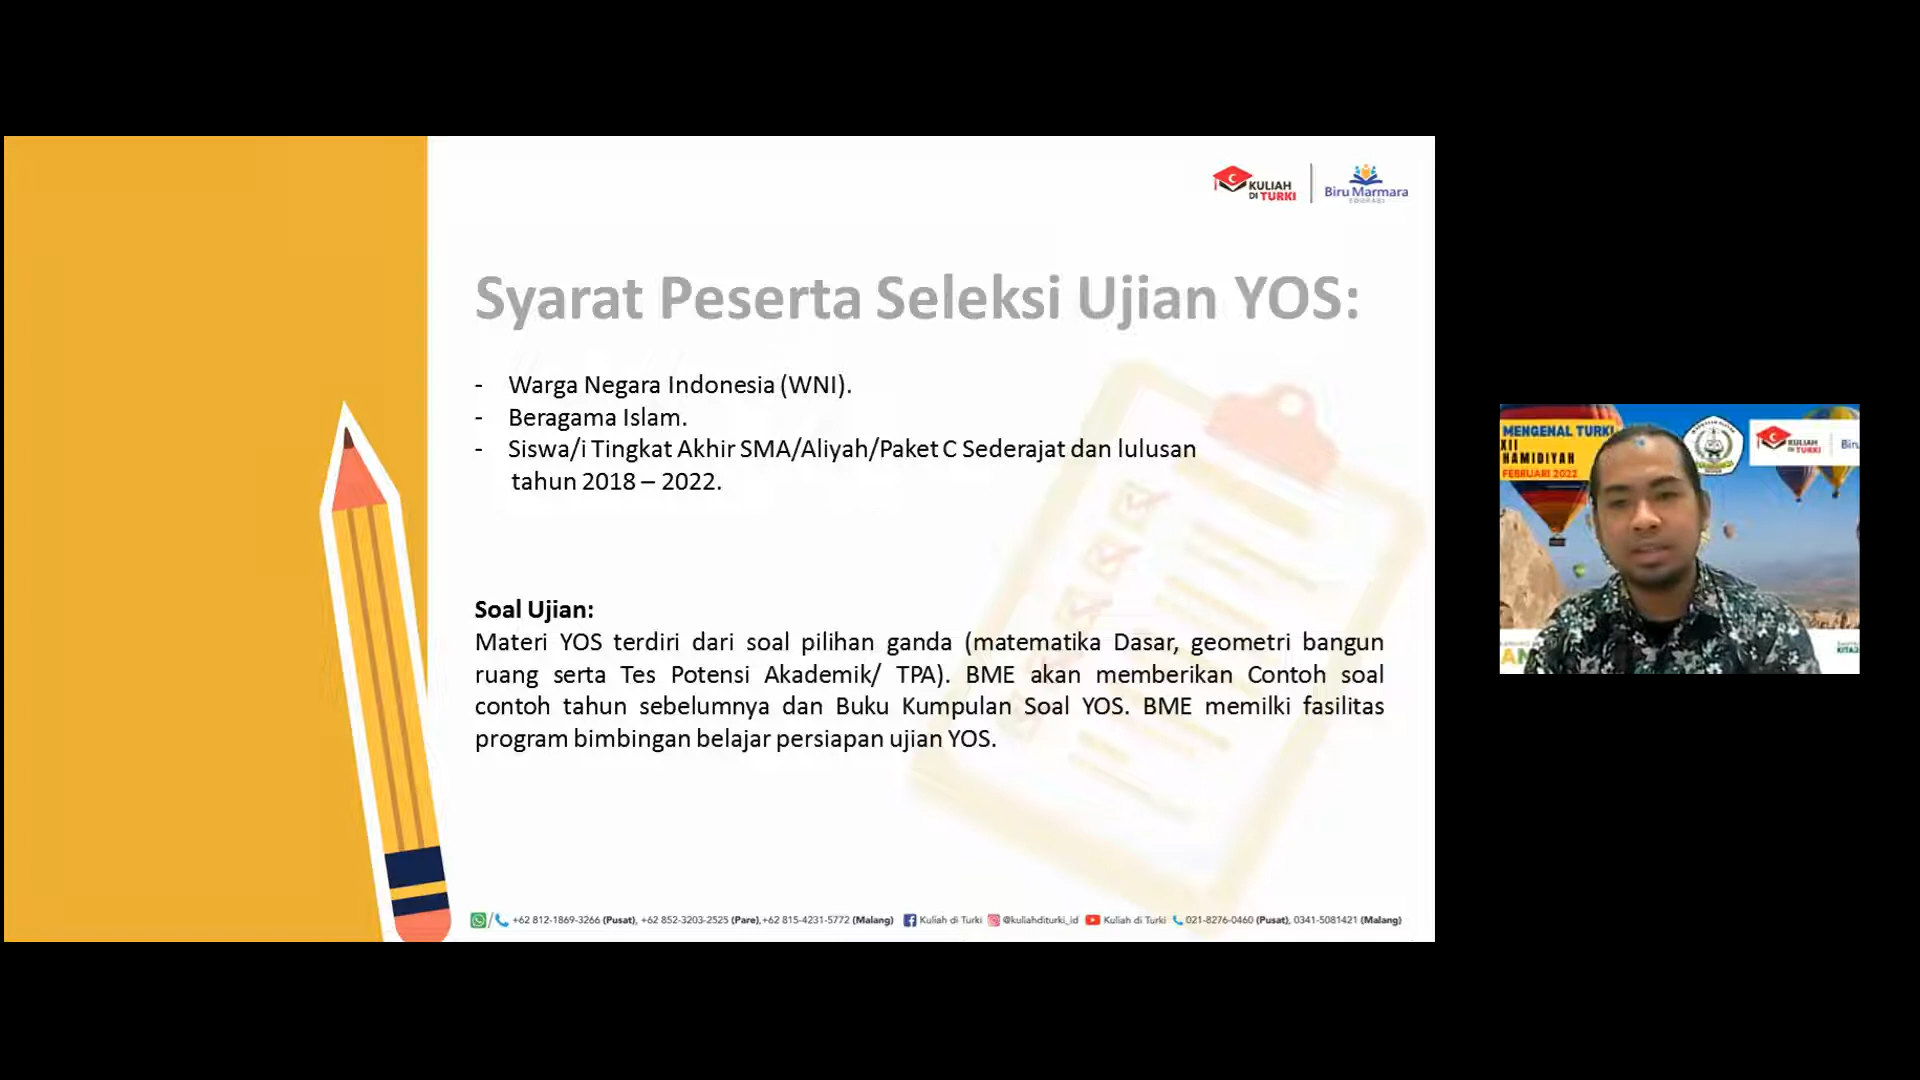 KULIAH
DI TURKI
Biru Marmara
EDUKASI
Syarat Peserta Seleksi Ujian YOS:
- Warga Negara Indonesia (WNI).
- Beragama Islam.
- Siswa/i Tingkat Akhir SMA/Aliyah/Paket C Sederajat dan lulusan
tahun 2018 – 2022.
Soal Ujian:
Materi YOS terdiri dari soal pilihan ganda (matematika Dasar, geometri bangun
ruang serta Tes Potensi Akademik/ TPA). BME akan memberikan Contoh soal
contoh tahun sebelumnya dan Buku Kumpulan Soal YOS. BME memilki fasilitas
program bimbingan belajar persiapan ujian YOS.
/ +62 812-1869-3266 (Pusat), +62 852-3203-2525 (Pare), +62 815-4231-5772 (Malang) Kuliah di Turki @kuliahditurki_id Kuliah di Turki 021-8276-0460 (Pusat), 0341-5081421 (Malang)
MENGENAL TURKI
XII
HAMIDIYAH
FEBRUARI 2022
KULIAH
DI TURKI
Biru